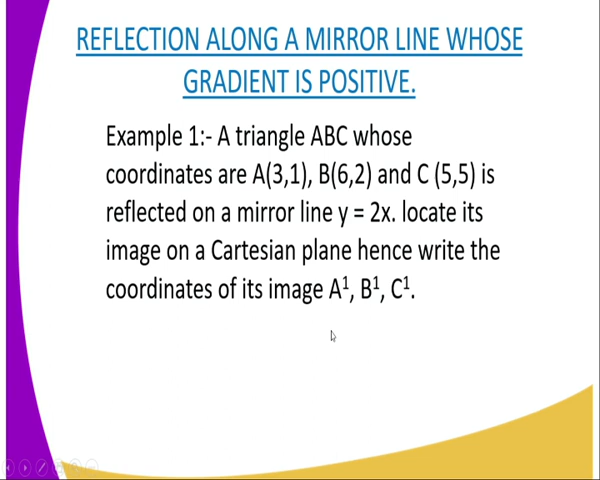 REFLECTION ALONG A MIRROR LINE WHOSE
GRADIENT IS POSITIVE.
Example 1:- A triangle ABC whose
coordinates are A(3,1), B(6,2) and C (5,5) is
reflected on a mirror line y = 2x. locate its
image on a Cartesian plane hence write the
coordinates of its image A¹, B¹, C¹.